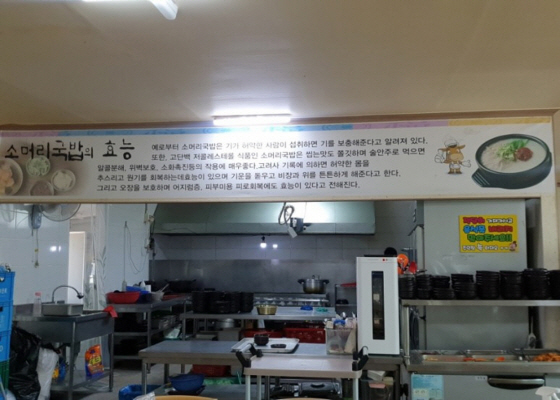 소머리국밥의 효능
예로부터 소머리국밥은 기가 허약한 사람이 섭취하면 기를 보충해준다고 알려져 있다.
또한, 고단백 저콜레스테롤 식품인 소머리국밥은 씹는맛도 볼깃하며 술안주로 먹으면
알콜분해, 위벽보호, 소화촉진등의 작용에 매우좋다.고려사 기록에 의하면 허약한 몸을
추스리고 원기를 회복하는데효능이 있으며 기운을 돋우고 비장과 위를 튼튼하게 해준다고 한다.
그리고 오장을 보호하며 어지럼증, 피부미용 피로회복에도 효능이 있다고 전해진다.